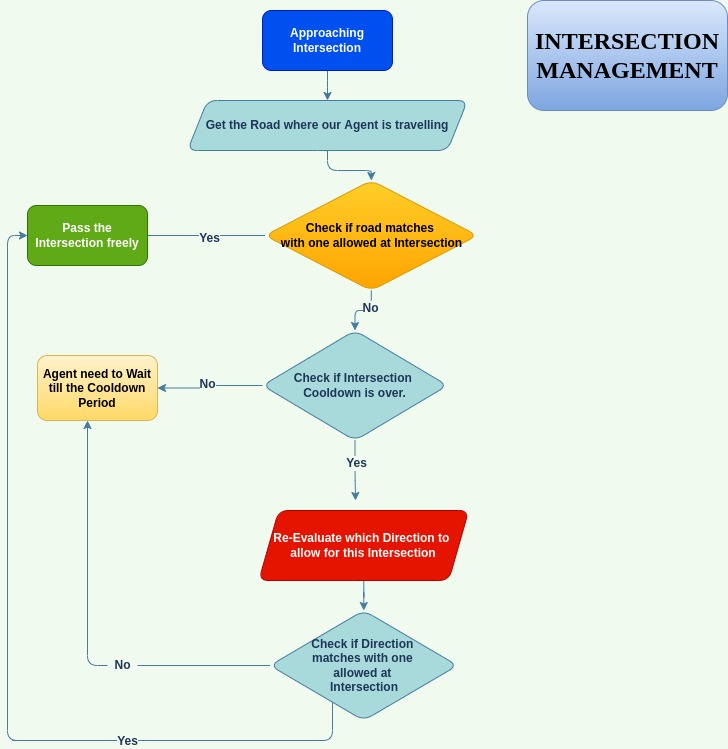 INTERSECTION
MANAGEMENT
Approaching
Intersection
Get the Road where our Agent is travelling
Check if road matches
with one allowed at Intersection
Yes
Pass the
Intersection freely
No
Check if Intersection
Cooldown is over.
No
Agent need to Wait
till the Cooldown
Period
Yes
Re-Evaluate which Direction to
allow for this Intersection
Check if Direction
matches with one
allowed at
Intersection
No
Yes